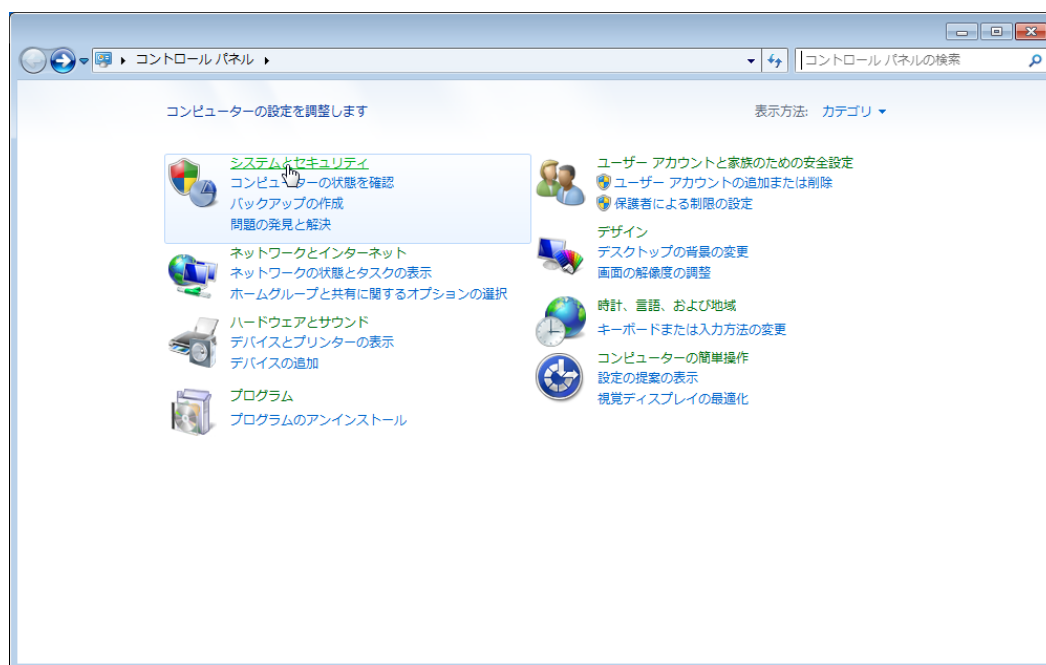 コントロール パネル
コントロール パネルの検索
コンピューターの設定を調整します
表示方法: カテゴリ
システムとセキュリティ
コンピューターの状態を確認
バックアップの作成
問題の発見と解決
ネットワークとインターネット
ネットワークの状態とタスクの表示
ホームグループと共有に関するオプションの選択
ハードウェアとサウンド
デバイスとプリンターの表示
デバイスの追加
プログラム
プログラムのアンインストール
ユーザー アカウントと家族のための安全設定
ユーザー アカウントの追加または削除
保護者による制限の設定
デザイン
デスクトップの背景の変更
画面の解像度の調整
時計、言語、および地域
キーボードまたは入力方法の変更
コンピューターの簡単操作
設定の提案の表示
視覚ディスプレイの最適化